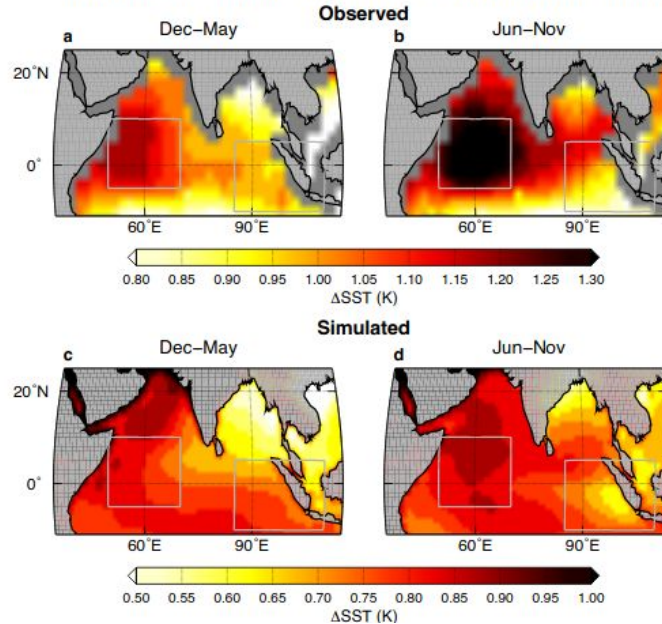 Observed
Dec–May
Jun–Nov
a
b
20°N
0°
60°E
90°E
60°E
90°E
0.80 0.85 0.90 0.95 1.00 1.05 1.10 1.15 1.20 1.25 1.30
ΔSST (K)
Simulated
Dec–May
Jun–Nov
c
d
20°N
0°
60°E
90°E
60°E
90°E
0.50 0.55 0.60 0.65 0.70 0.75 0.80 0.85 0.90 0.95 1.00
ΔSST (K)